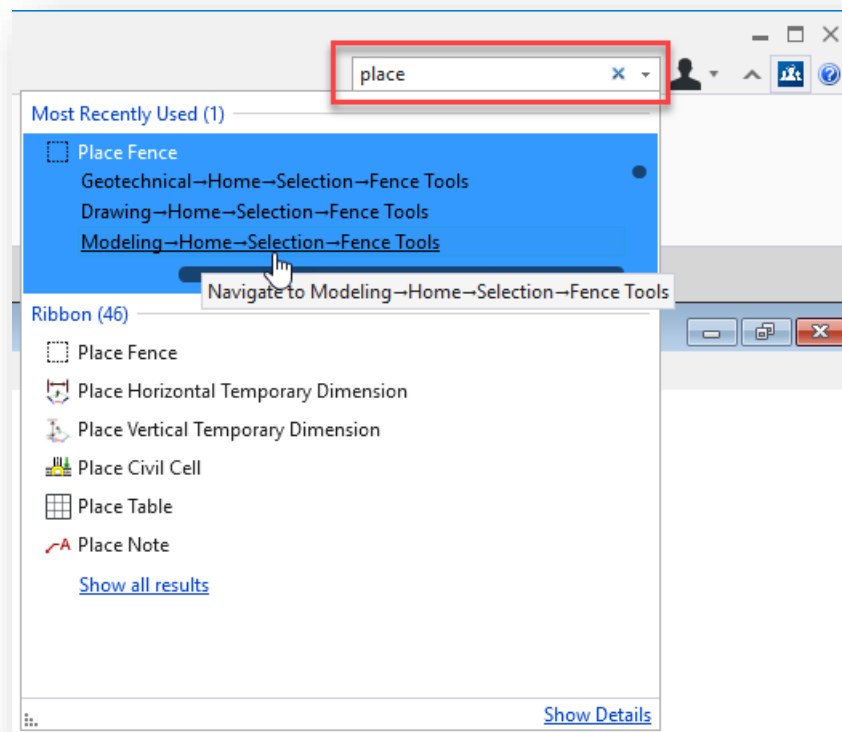 place
Most Recently Used (1)
Place Fence
Geotechnical→Home→Selection→Fence Tools
Drawing→Home→Selection→Fence Tools
Modeling→Home→Selection→Fence Tools
Navigate to Modeling→Home→Selection→Fence Tools
Ribbon (46)
Place Fence
Place Horizontal Temporary Dimension
Place Vertical Temporary Dimension
Place Civil Cell
Place Table
A Place Note
Show all results
Show Details